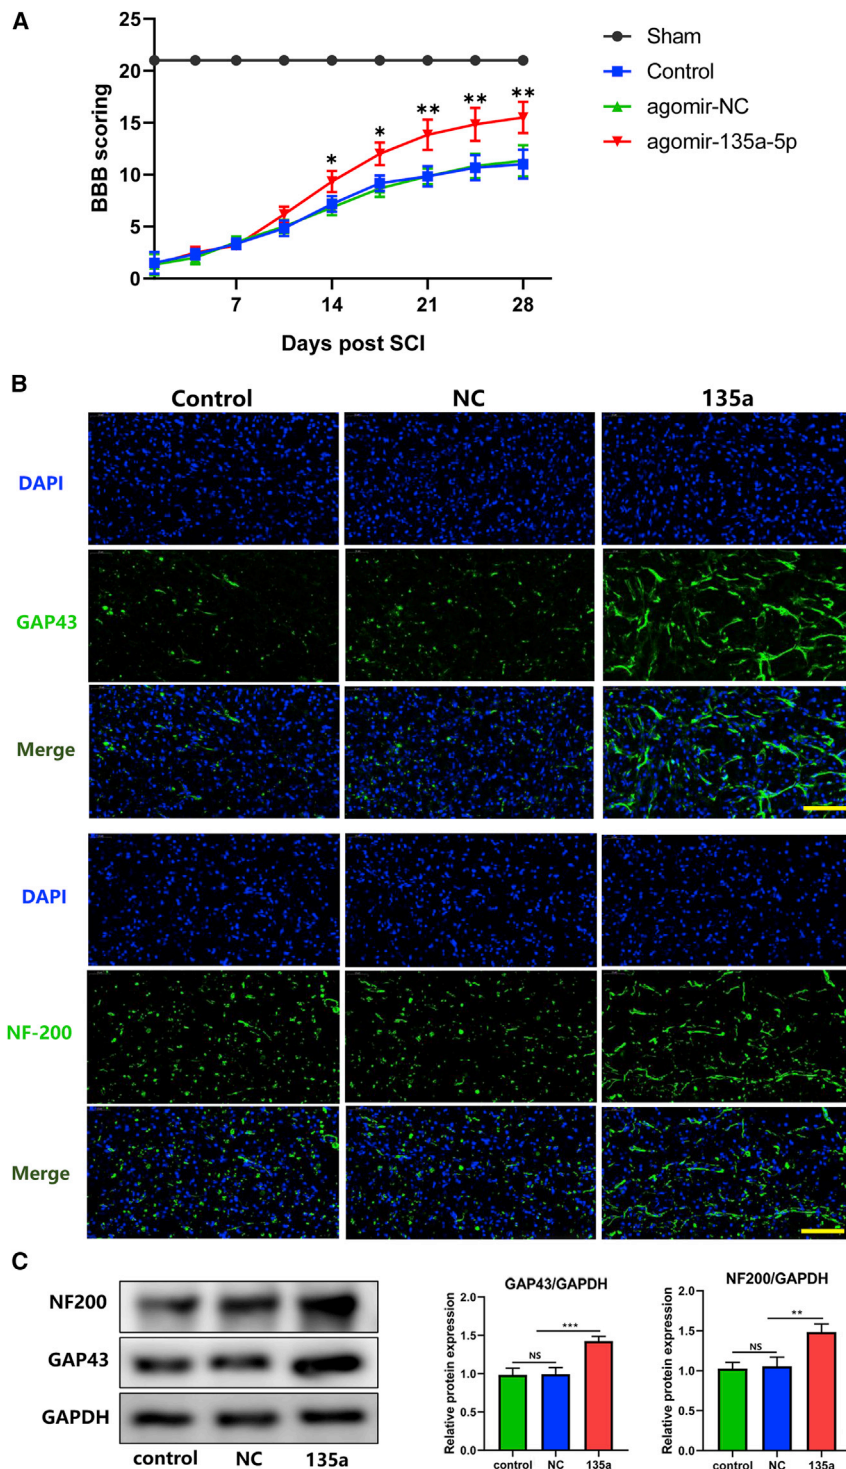 A
25
20
15
10
5
0
BBB scoring
* * ** ** **
7 14 21 28
Days post SCI
Sham
Control
agomir-NC
agomir-135a-5p
B
Control NC 135a
DAPI
GAP43
Merge
DAPI
NF-200
Merge
C
NF200
GAP43
GAPDH
control NC 135a
GAP43/GAPDH
Relative protein expression
2.0
1.5
1.0
0.5
0.0
NS
***
control NC 135a
NF200/GAPDH
Relative protein expression
2.0
1.5
1.0
0.5
0.0
NS
**
control NC 135a